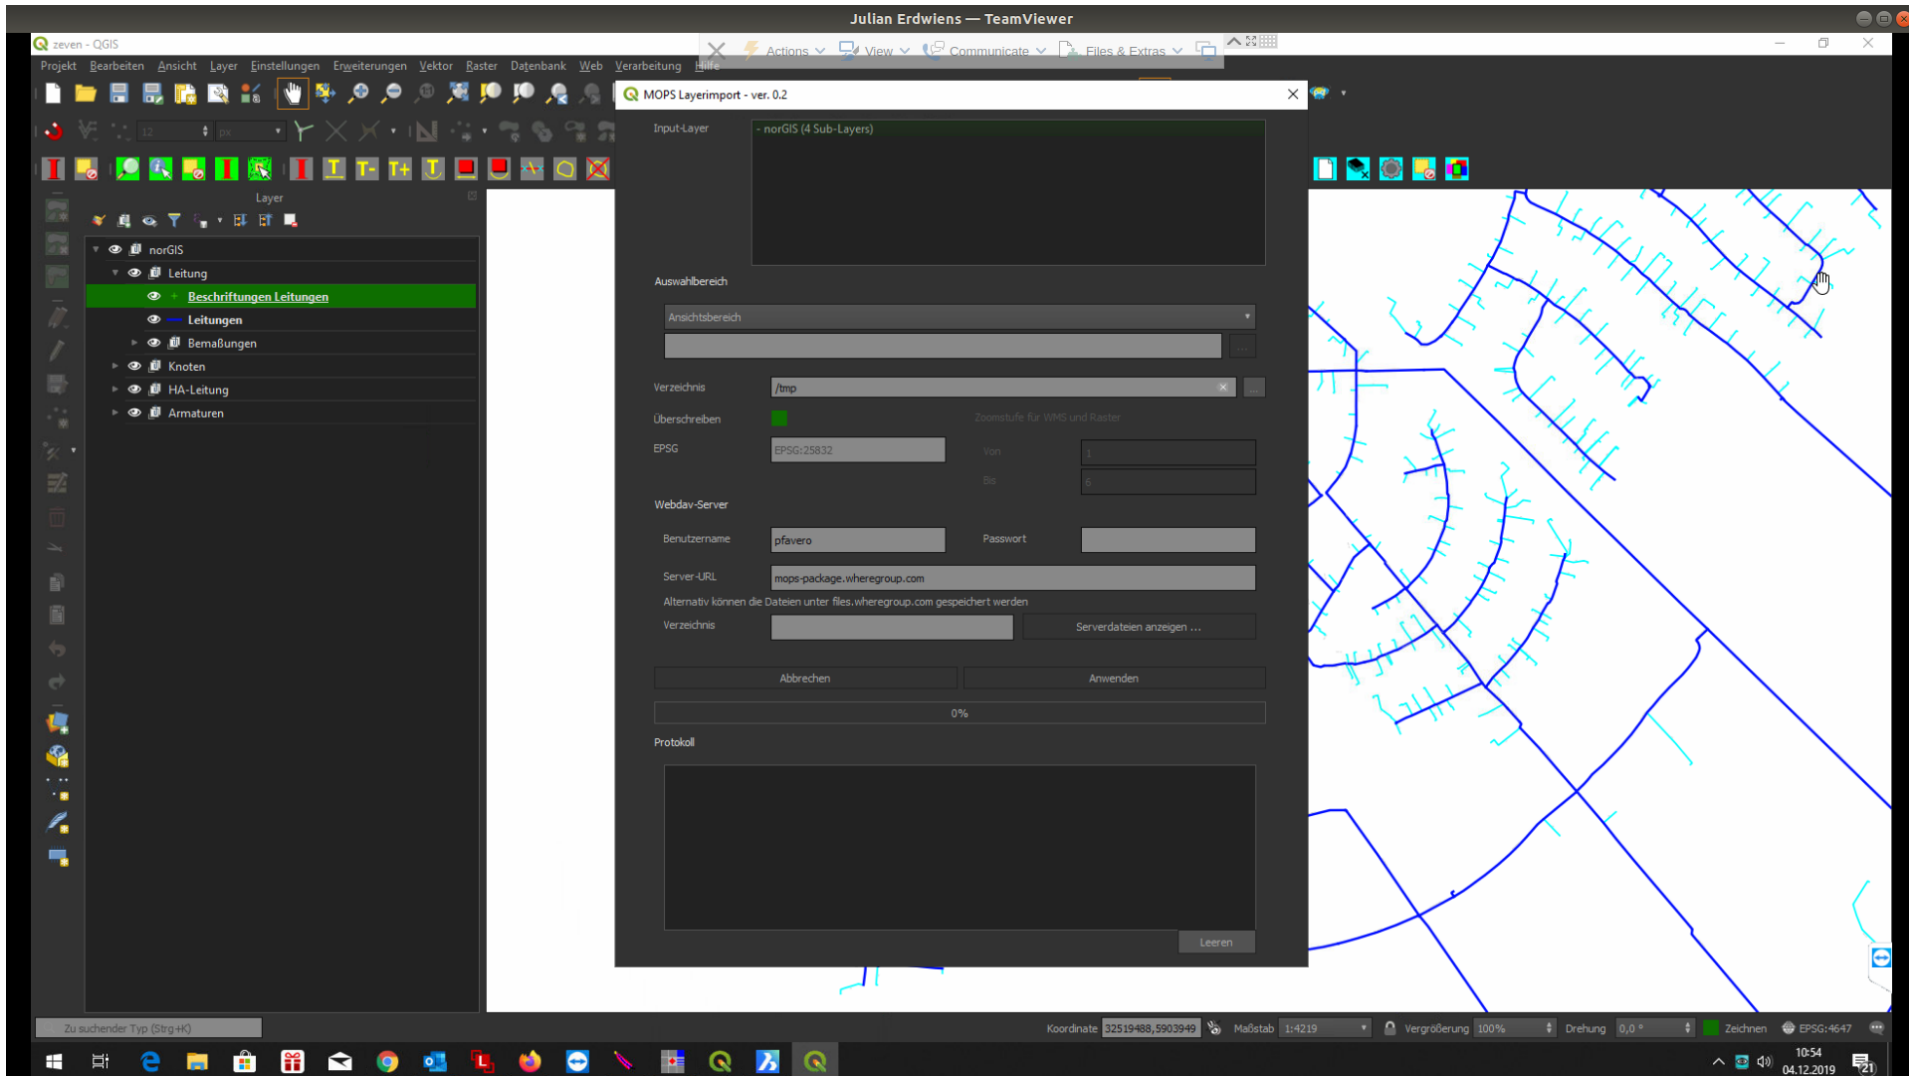 Julian Erdwiens — TeamViewer
zeven - QGIS
Actions View Communicate Files & Extras
Projekt Bearbeiten Ansicht Layer Einstellungen Erweiterungen Vektor Raster Datenbank Web Verarbeitung Hilfe
MOPS Layerimport - ver. 0.2
12 px
Input-Layer
- norGIS (4 Sub-Layers)
Layer
norGIS
Leitung
Beschriftungen Leitungen
Leitungen
Bemaßungen
Knoten
HA-Leitung
Armaturen
Auswahlbereich
Ansichtsbereich
...
Verzeichnis /tmp ...
Überschreiben Zoomstufe für WMS und Raster
EPSG EPSG:25832 Von 1
Bis 6
Webdav-Server
Benutzername pfavero Passwort
Server-URL mops-package.wheregroup.com
Alternativ können die Dateien unter files.wheregroup.com gespeichert werden
Verzeichnis Serverdateien anzeigen ...
Abbrechen Anwenden
0%
Protokoll
Leeren
Zu suchender Typ (Strg+K) Koordinate 32519488,5903949 Maßstab 1:4219 Vergrößerung 100% Drehung 0,0 ° Zeichnen EPSG:4647
10:54
04.12.2019
21